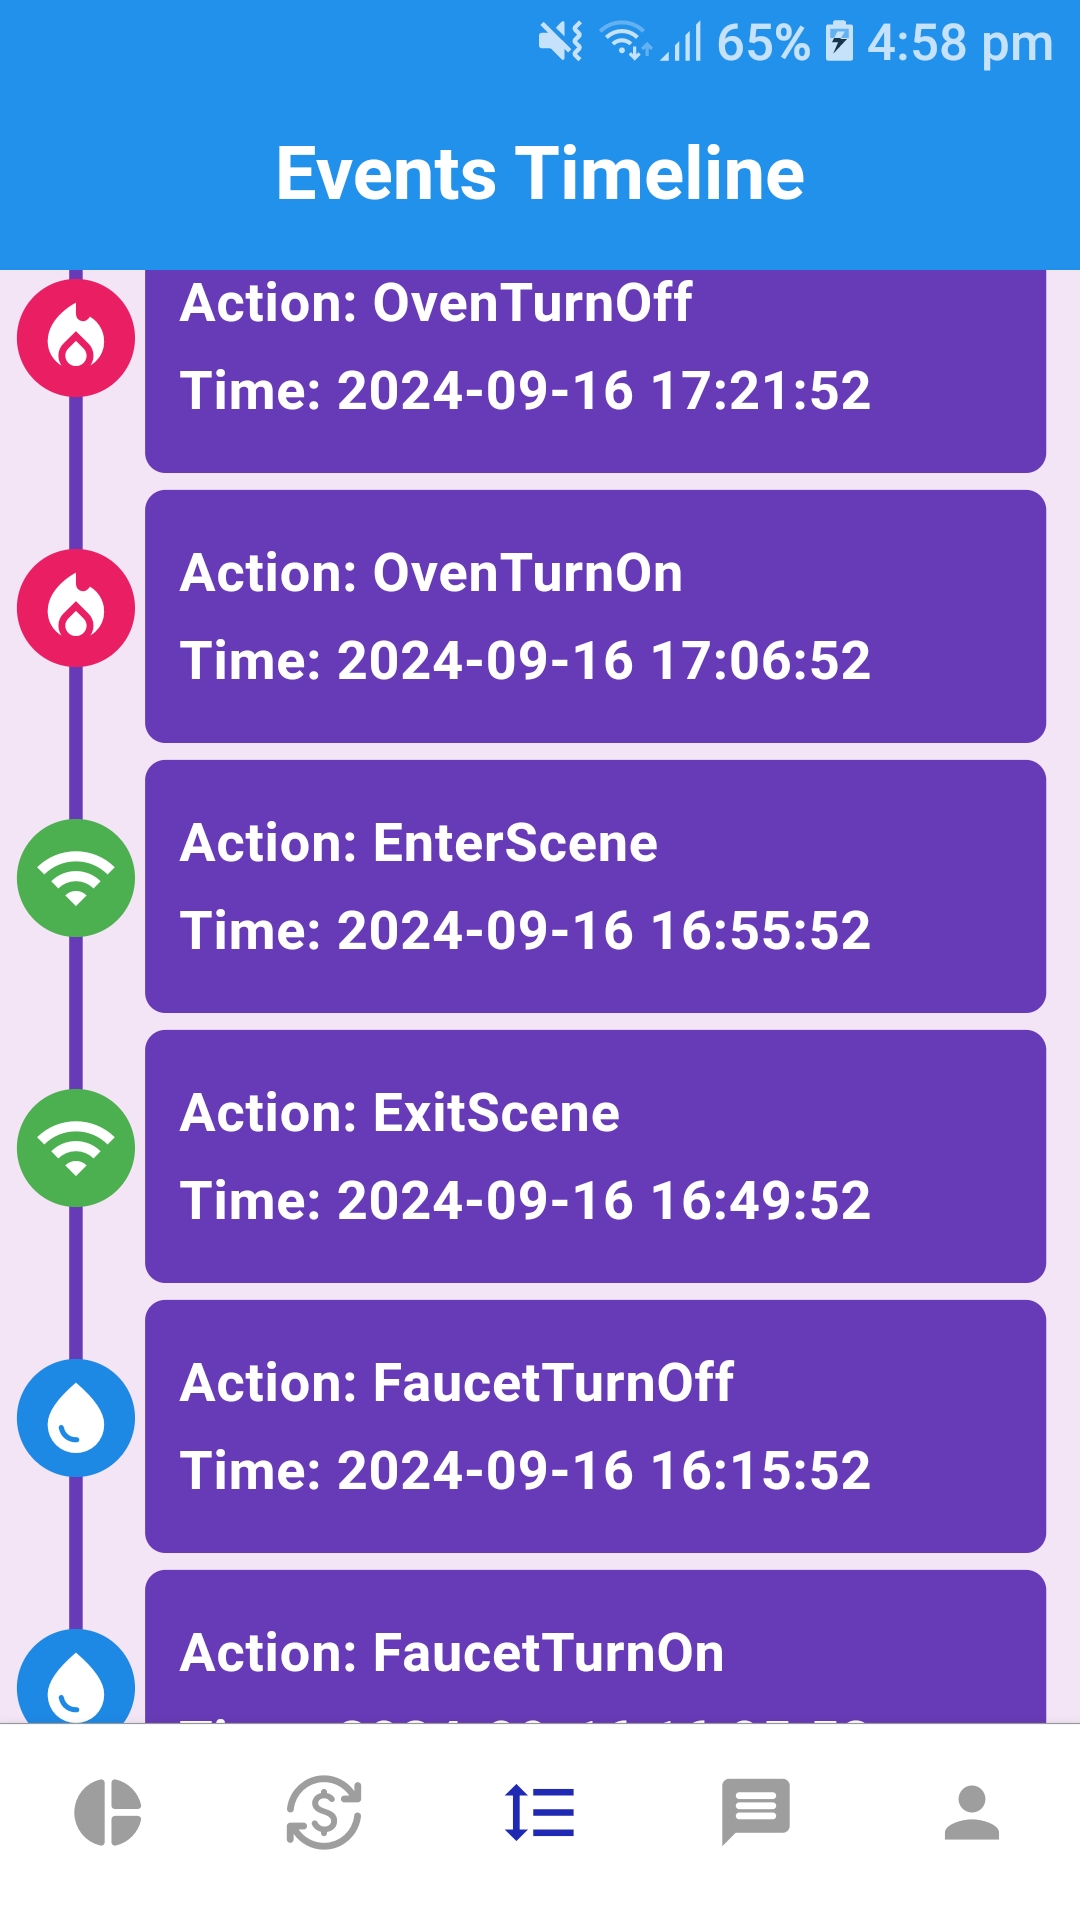 65% 4:58 pm
Events Timeline
Action: OvenTurnOff
Time: 2024-09-16 17:21:52
Action: OvenTurnOn
Time: 2024-09-16 17:06:52
Action: EnterScene
Time: 2024-09-16 16:55:52
Action: ExitScene
Time: 2024-09-16 16:49:52
Action: FaucetTurnOff
Time: 2024-09-16 16:15:52
Action: FaucetTurnOn